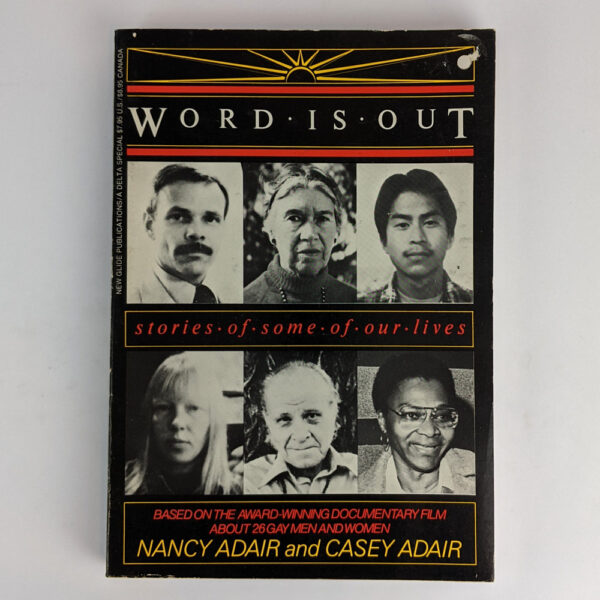 NEW GLIDE PUBLICATIONS/A DELTA SPECIAL $7.95 U.S./$8.95 CANADA
WORD·IS·OUT
stories·of·some·of·our·lives
BASED ON THE AWARD-WINNING DOCUMENTARY FILM
ABOUT 26 GAY MEN AND WOMEN
NANCY ADAIR and CASEY ADAIR